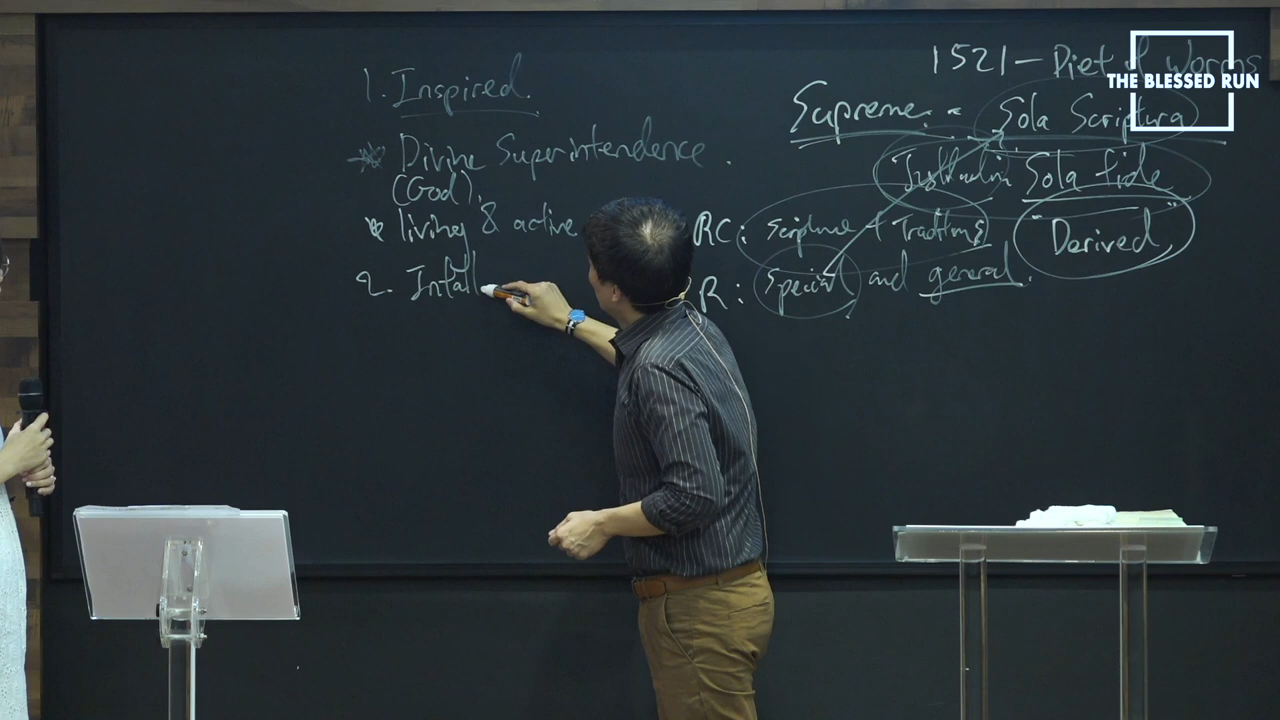 1. Inspired.
* Divine Superintendence.
(God).
* living & active
2. Infall
1521 - Diet of Worms
Supreme. - Sola Scriptura
Justification Sola fide
RC: Scripture & Traditions "Derived"
R: Special and general.
THE BLESSED RUN